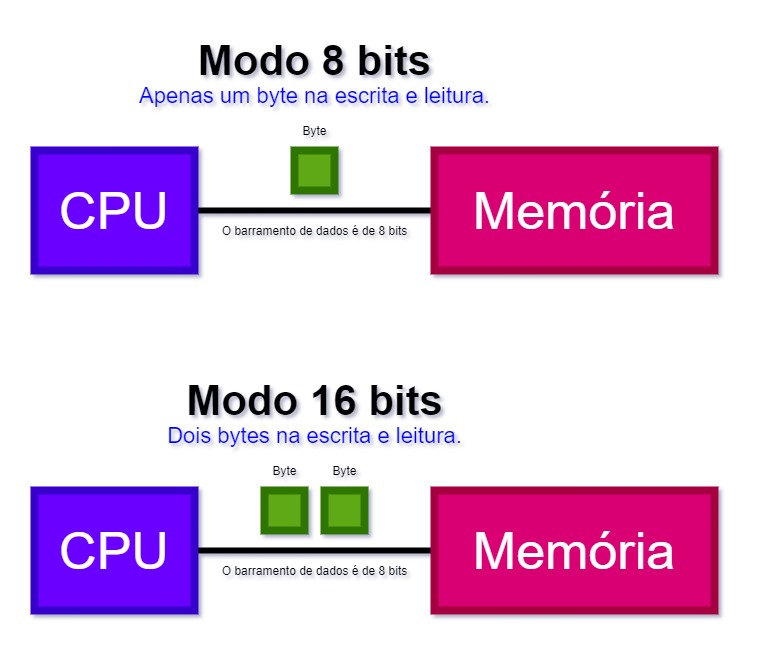 Modo 8 bits
Apenas um byte na escrita e leitura.
Byte
CPU
Memória
O barramento de dados é de 8 bits
Modo 16 bits
Dois bytes na escrita e leitura.
Byte Byte
CPU
Memória
O barramento de dados é de 8 bits